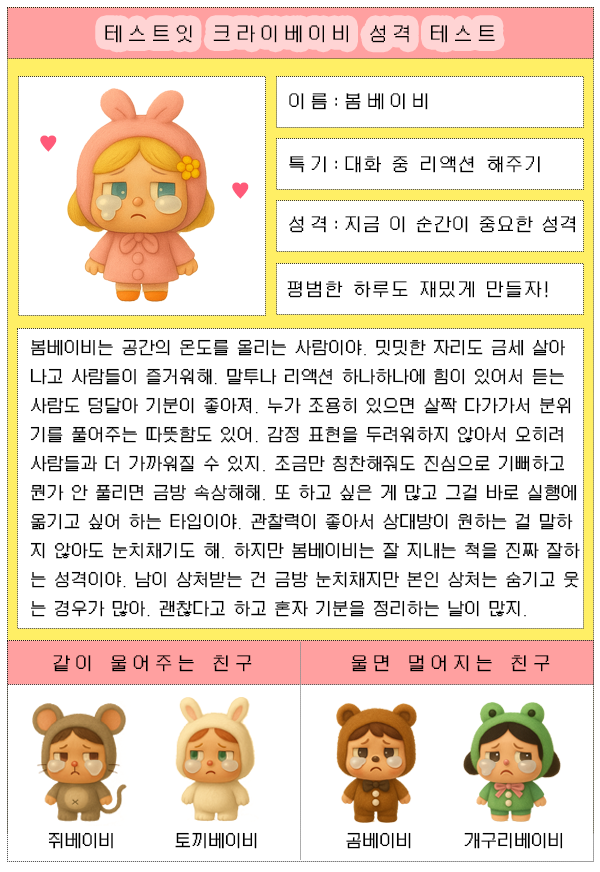 테스트잇 크라이베이비 성격 테스트
이름:봄베이비
특기:대화 중 리액션 해주기
성격:지금 이 순간이 중요한 성격
평범한 하루도 재밌게 만들자!
봄베이비는 공간의 온도를 올리는 사람이야. 밋밋한 자리도 금세 살아
나고 사람들이 즐거워해. 말투나 리액션 하나하나에 힘이 있어서 듣는
사람도 덩달아 기분이 좋아져. 누가 조용히 있으면 살짝 다가가서 분위
기를 풀어주는 따뜻함도 있어. 감정 표현을 두려워하지 않아서 오히려
사람들과 더 가까워질 수 있지. 조금만 칭찬해줘도 진심으로 기뻐하고
뭔가 안 풀리면 금방 속상해해. 또 하고 싶은 게 많고 그걸 바로 실행에
옮기고 싶어 하는 타입이야. 관찰력이 좋아서 상대방이 원하는 걸 말하
지 않아도 눈치채기도 해. 하지만 봄베이비는 잘 지내는 척을 진짜 잘하
는 성격이야. 남이 상처받는 건 금방 눈치채지만 본인 상처는 숨기고 웃
는 경우가 많아. 괜찮다고 하고 혼자 기분을 정리하는 날이 많지.
같이 울어주는 친구
울면 멀어지는 친구
쥐베이비
토끼베이비
곰베이비
개구리베이비